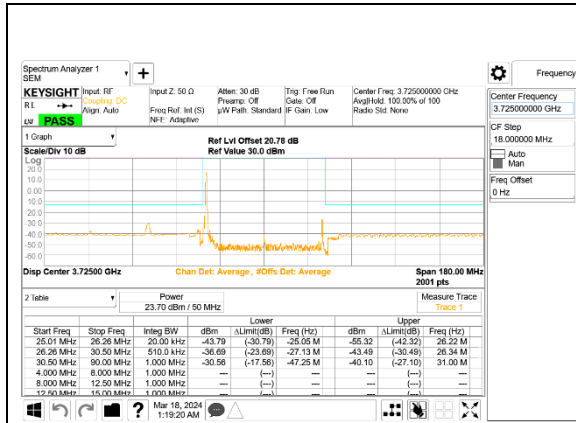 Spectrum Analyzer 1
SEM
Frequency
KEYSIGHT Input: RF Input Z: 50 Ω Atten: 30 dB Trig: Free Run Center Freq: 3.725000000 GHz
R L Coupling: DC Preamp: Off Gate: Off Avg|Hold: 100.00% of 100
Align: Auto Freq Ref: Int (S) µW Path: Standard IF Gain: Low Radio Std: None
PASS NFE: Adaptive
Center Frequency
3.725000000 GHz
CF Step
18.000000 MHz
Auto
Man
Freq Offset
0 Hz
1 Graph
Ref Lvl Offset 20.78 dB
Scale/Div 10 dB Ref Value 30.0 dBm
Log
20.0
10.0
0.00
-10.0
-20.0
-30.0
-40.0
-50.0
-60.0
Disp Center 3.72500 GHz Chan Det: Average, #Offs Det: Average Span 180.00 MHz
2001 pts
2 Table Power Measure Trace
23.70 dBm / 50 MHz Trace 1
Lower Upper
Start Freq Stop Freq Integ BW dBm ΔLimit(dB) Freq (Hz) dBm ΔLimit(dB) Freq (Hz)
25.01 MHz 26.26 MHz 20.00 kHz -43.79 (-30.79) -25.05 M -55.32 (-42.32) 26.22 M
26.26 MHz 30.50 MHz 510.0 kHz -36.69 (-23.69) -27.13 M -43.49 (-30.49) 26.34 M
30.50 MHz 90.00 MHz 1.000 MHz -30.56 (-17.56) -47.25 M -40.10 (-27.10) 31.00 M
4.000 MHz 8.000 MHz 1.000 MHz --- (---) --- (---)
8.000 MHz 12.50 MHz 1.000 MHz --- (---) --- (---)
12.50 MHz 15.00 MHz 1.000 MHz --- (---) --- (---)
Mar 18, 2024
1:19:20 AM